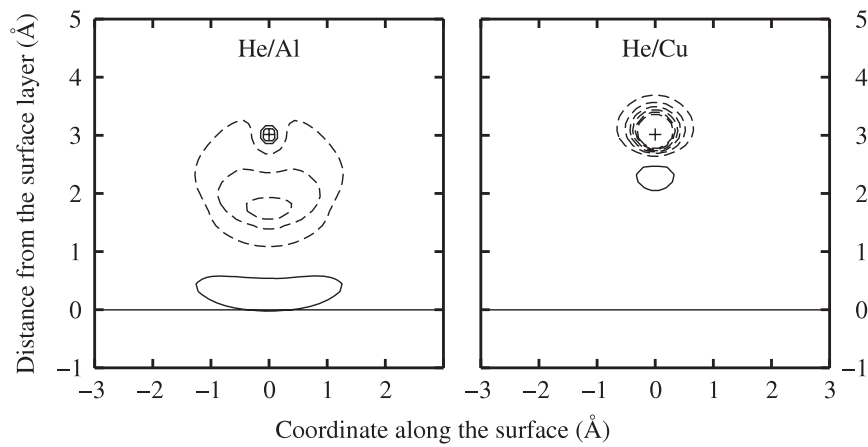 He/Al
He/Cu
Distance from the surface layer (Å)
5
4
3
2
1
0
−1
−3 −2 −1 0 1 2
−3 −2 −1 0 1 2 3
5
4
3
2
1
0
−1
Coordinate along the surface (Å)